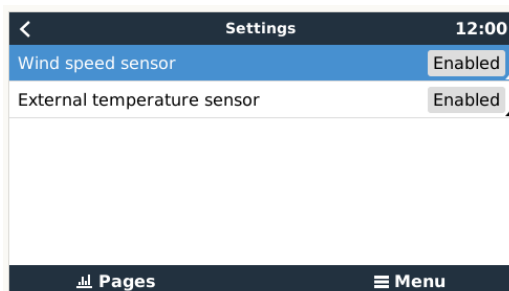 Settings 12:00
Wind speed sensor Enabled
External temperature sensor Enabled
Pages Menu